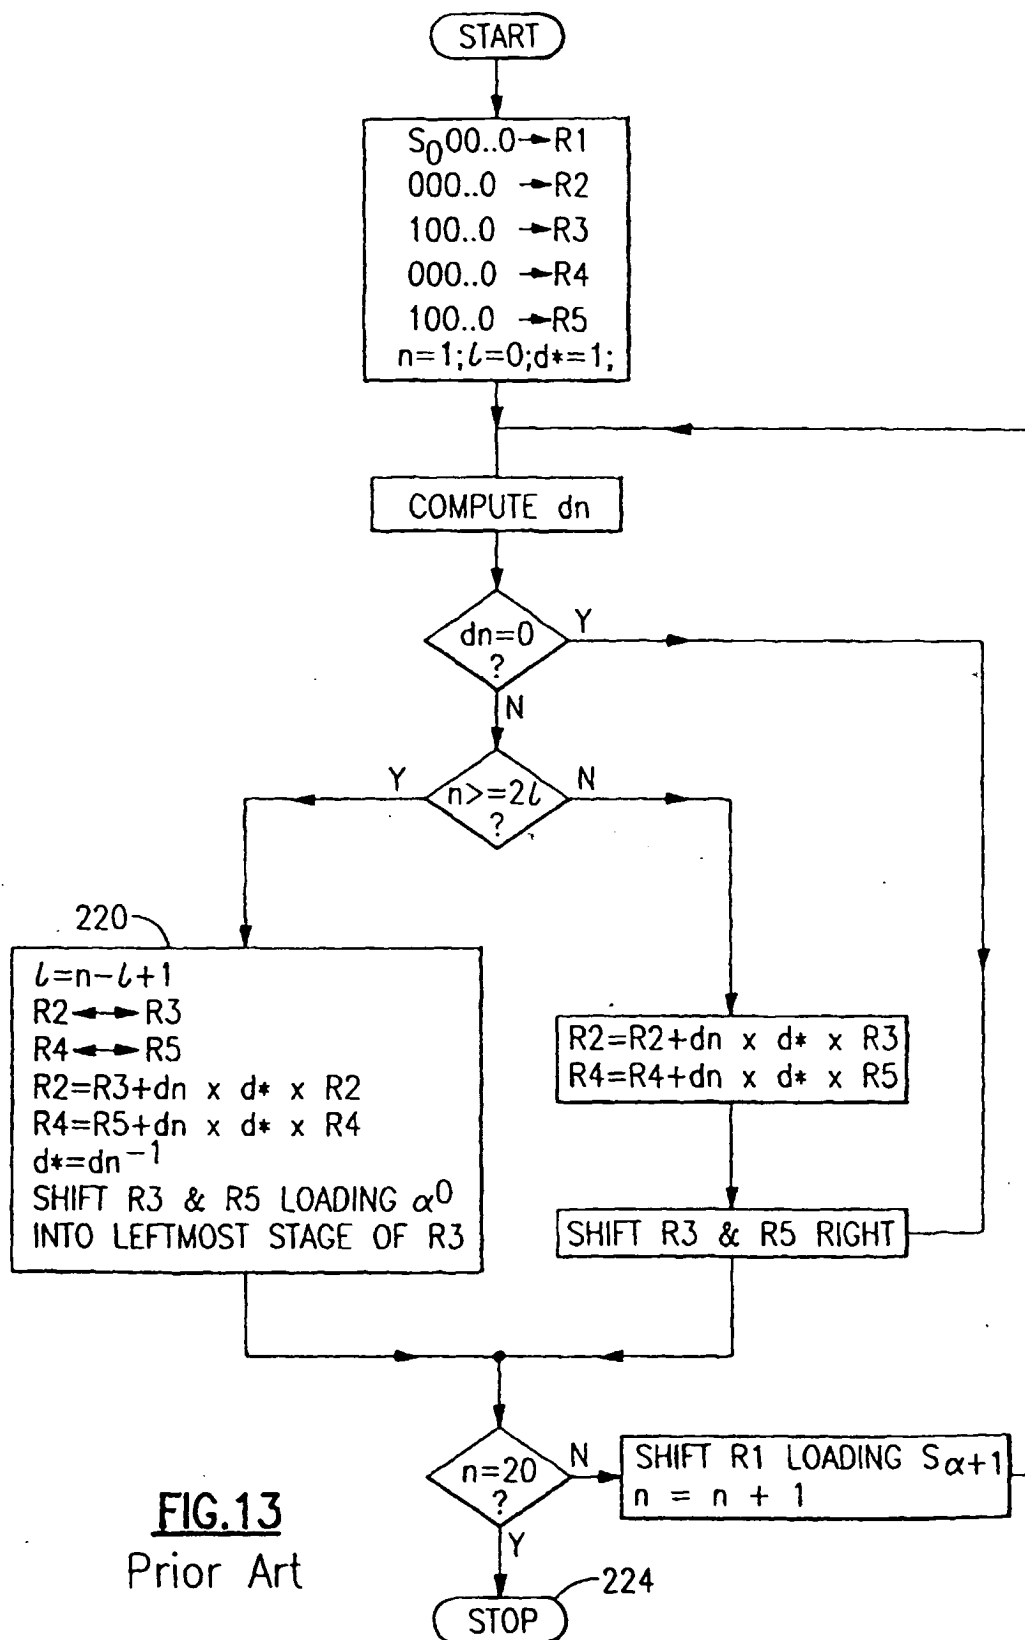 START
S₀00..0→R1
000..0 →R2
100..0 →R3
000..0 →R4
100..0 →R5
n=1;ℓ=0;d*=1;
COMPUTE dn
dn=0
?
Y
N
n>=2ℓ
?
Y
N
220
ℓ=n-ℓ+1
R2↔R3
R4↔R5
R2=R3+dn x d* x R2
R4=R5+dn x d* x R4
d*=dn⁻¹
SHIFT R3 & R5 LOADING α⁰
INTO LEFTMOST STAGE OF R3
R2=R2+dn x d* x R3
R4=R4+dn x d* x R5
SHIFT R3 & R5 RIGHT
n=20
?
N
Y
SHIFT R1 LOADING Sα+1
n = n + 1
FIG.13
Prior Art
224
STOP